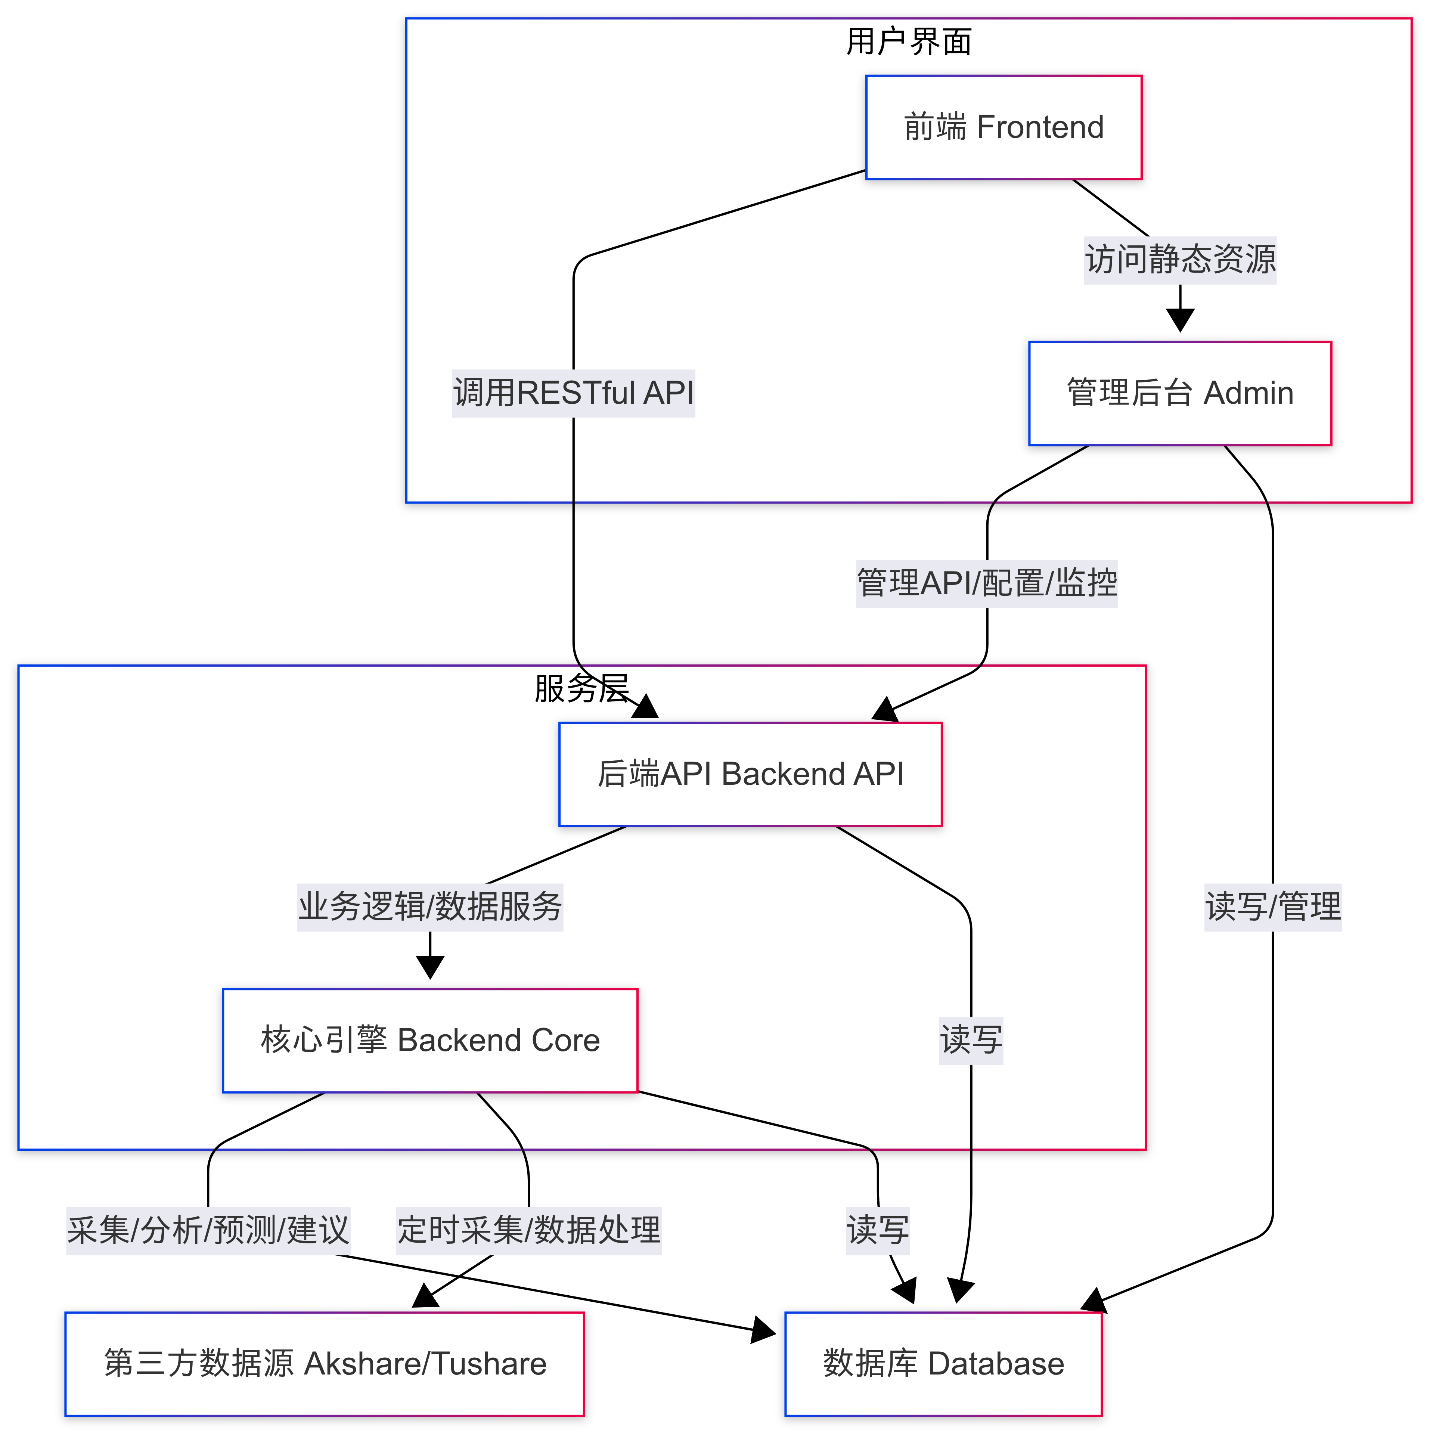 用户界面
前端 Frontend
访问静态资源
调用RESTful API
管理后台 Admin
管理API/配置/监控
服务层
后端API Backend API
业务逻辑/数据服务
读写/管理
核心引擎 Backend Core
读写
采集/分析/预测/建议
定时采集/数据处理
读写
第三方数据源 Akshare/Tushare
数据库 Database